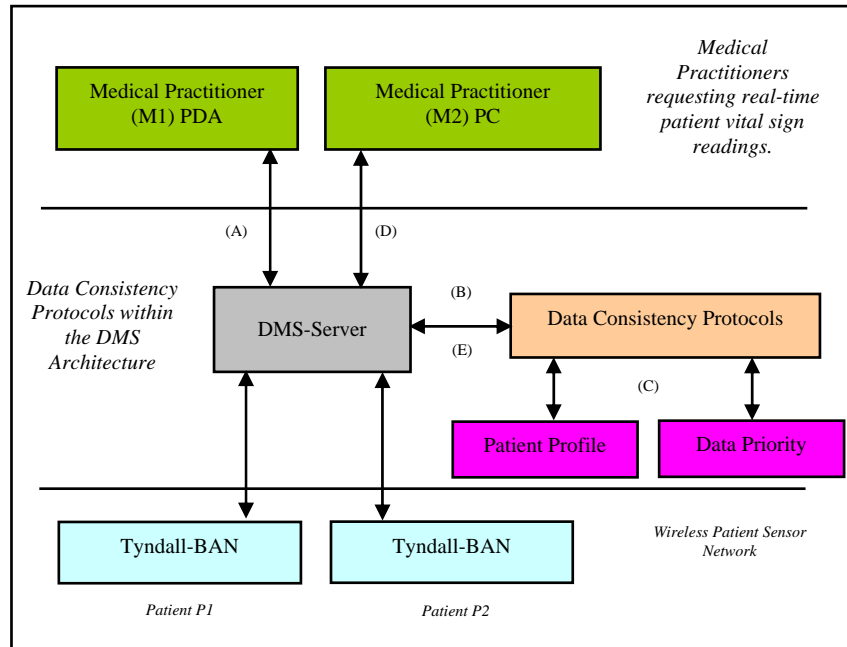 Medical Practitioner
(M1) PDA
Medical Practitioner
(M2) PC
Medical
Practitioners
requesting real-time
patient vital sign
readings.
(A)
(D)
Data Consistency
Protocols within
the DMS
Architecture
DMS-Server
(B)
(E)
Data Consistency Protocols
(C)
Patient Profile
Data Priority
Tyndall-BAN
Tyndall-BAN
Wireless Patient Sensor
Network
Patient P1
Patient P2